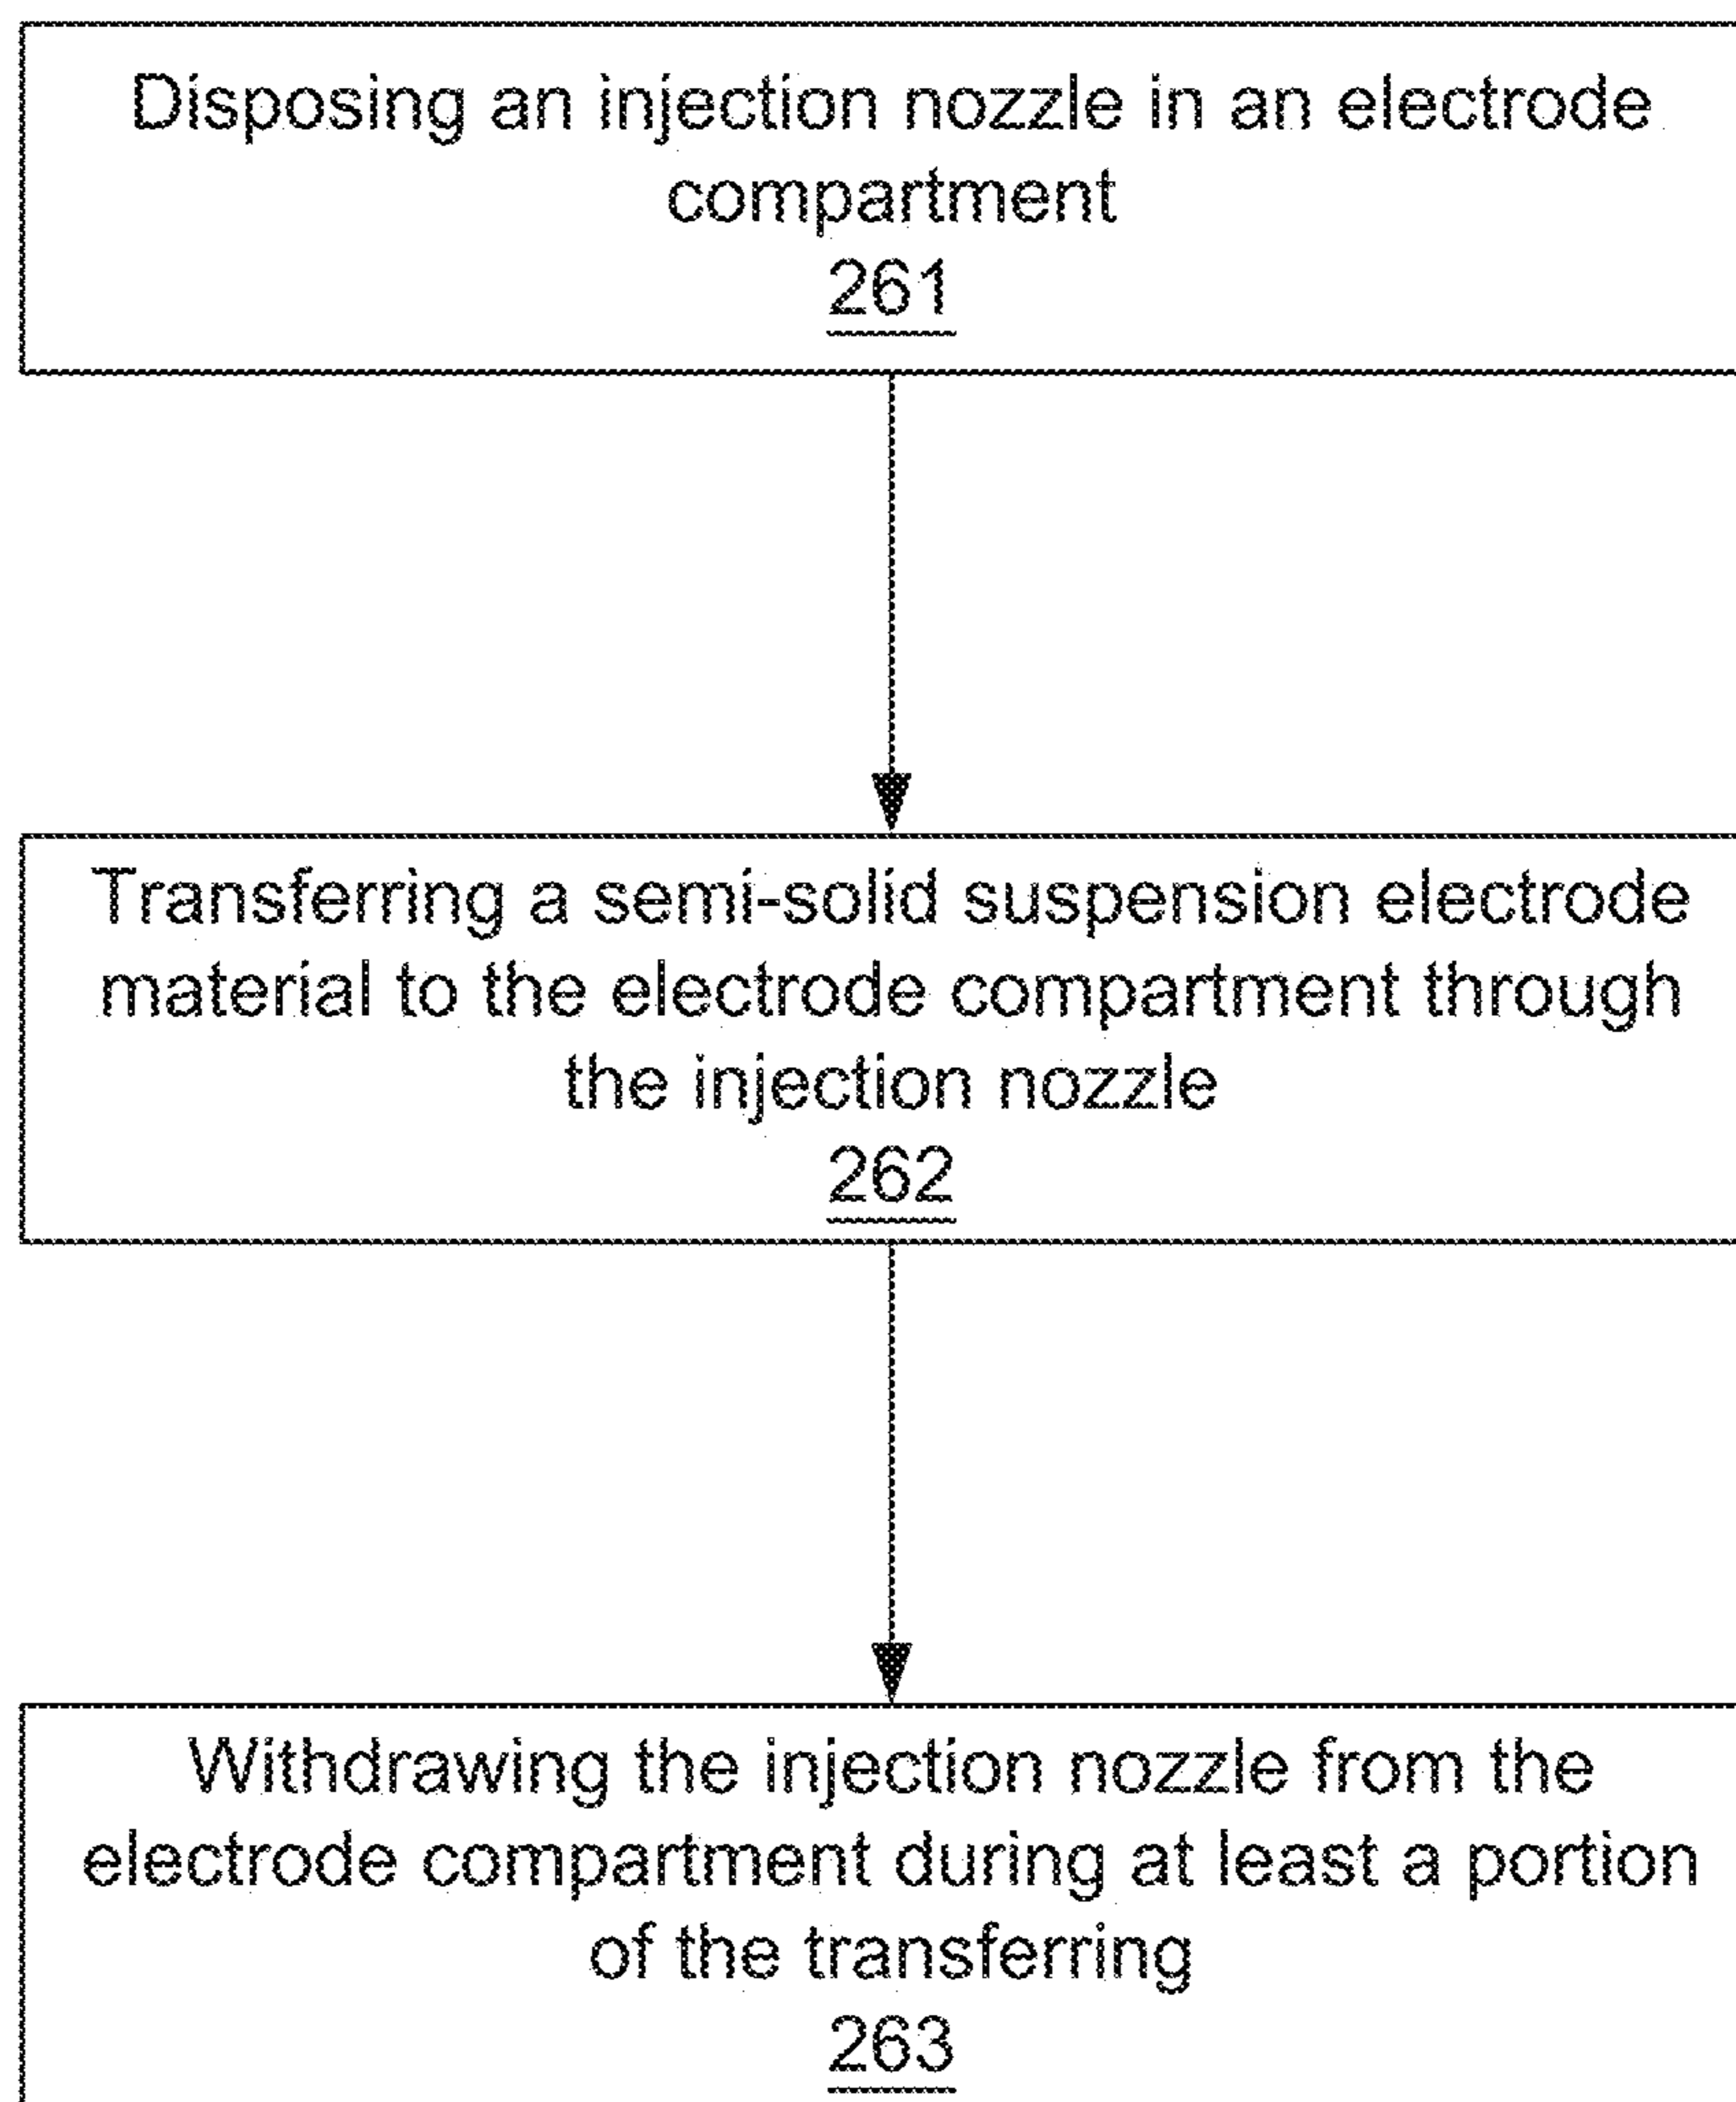 Disposing an injection nozzle in an electrode
compartment
261
Transferring a semi-solid suspension electrode
material to the electrode compartment through
the injection nozzle
262
Withdrawing the injection nozzle from the
electrode compartment during at least a portion
of the transferring
263